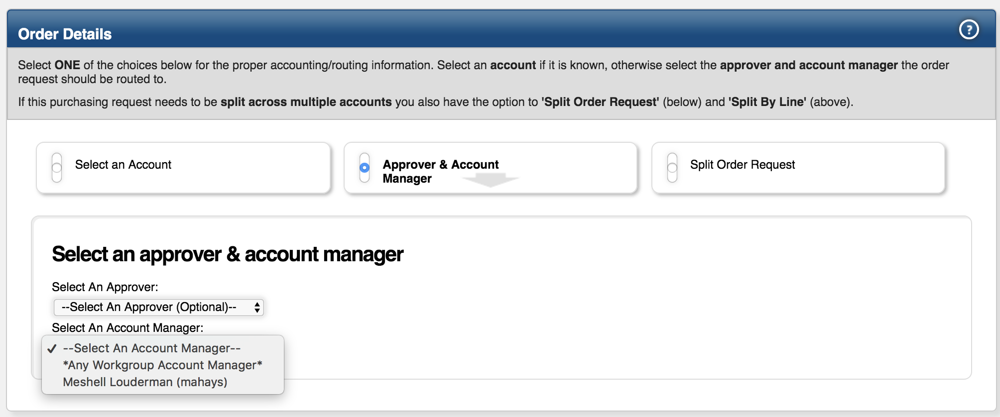 Order Details
?
Select ONE of the choices below for the proper accounting/routing information. Select an account if it is known, otherwise select the approver and account manager the order
request should be routed to.
If this purchasing request needs to be split across multiple accounts you also have the option to 'Split Order Request' (below) and 'Split By Line' (above).
Select an Account
Approver & Account
Manager
Split Order Request
Select an approver & account manager
Select An Approver:
--Select An Approver (Optional)--
Select An Account Manager:
✓ --Select An Account Manager--
*Any Workgroup Account Manager*
Meshell Louderman (mahays)